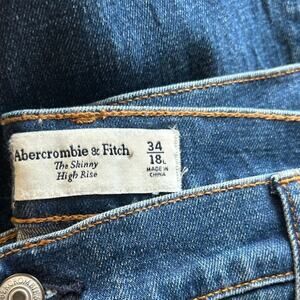 Abercrombie & Fitch
The Skinny
High Rise
34
18L
MADE IN
CHINA